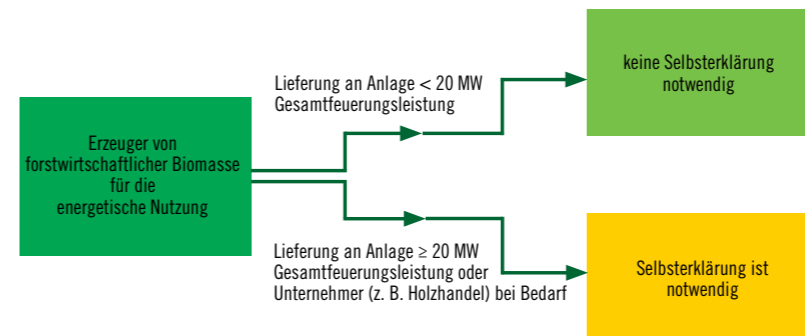 Erzeuger von
forstwirtschaftlicher Biomasse
für die
energetische Nutzung
Lieferung an Anlage < 20 MW
Gesamtfeuerungsleistung
keine Selbsterklärung
notwendig
Lieferung an Anlage ≥ 20 MW
Gesamtfeuerungsleistung oder
Unternehmer (z. B. Holzhandel) bei Bedarf
Selbsterklärung ist
notwendig